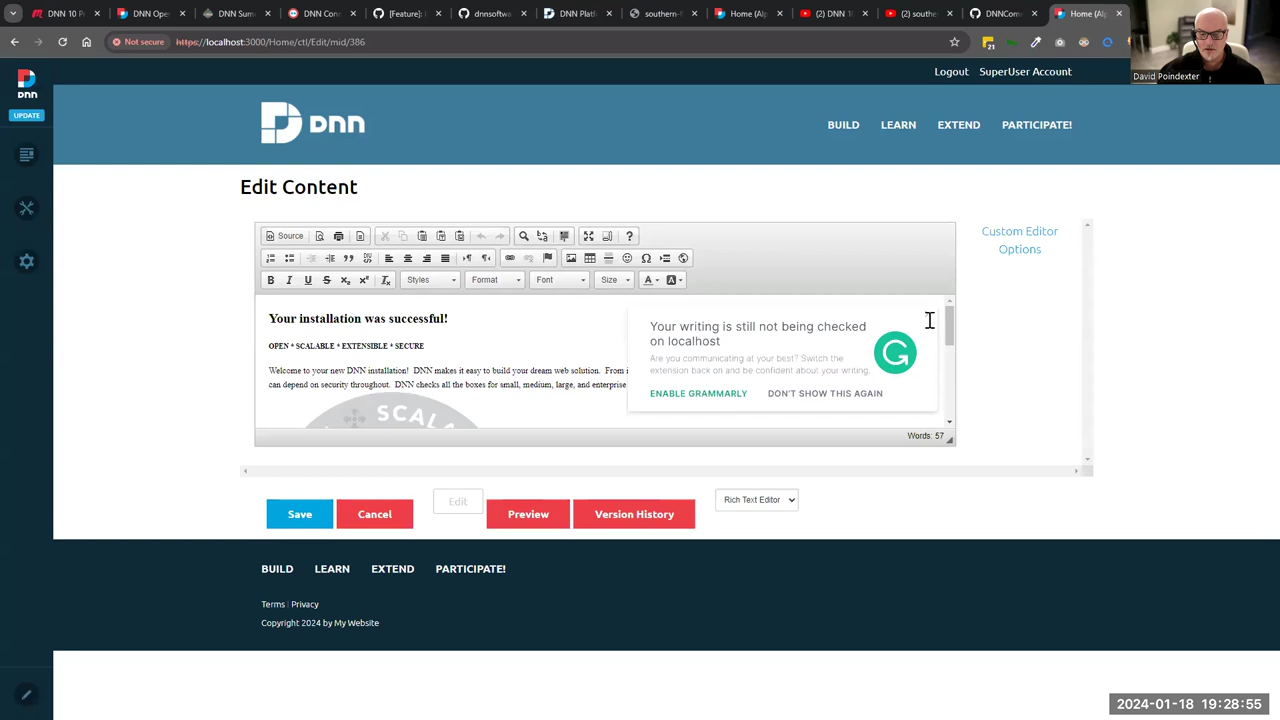 DNN 10 P
DNN Ope
DNN Sum
DNN Conn
[Feature]:
dnnsoftw
DNN Platf
southern-f
Home (Al
(2) DNN 1
(2) southe
DNNCom
Home (Al
Not secure
https://localhost:3000/Home/ctl/Edit/mid/386
21
David Poindexter
Logout
SuperUser Account
Dnn
UPDATE
Dnn
BUILD
LEARN
EXTEND
PARTICIPATE!
Edit Content
Source
Custom Editor
Options
B I U S
Styles
Format
Font
Size
A
A
Your installation was successful!
OPEN * SCALABLE * EXTENSIBLE * SECURE
Welcome to your new DNN installation! DNN makes it easy to build your dream web solution. From
can depend on security throughout. DNN checks all the boxes for small, medium, large, and enterprise
SCALA
Your writing is still not being checked
on localhost
Are you communicating at your best? Switch the
extension back on and be confident about your writing.
ENABLE GRAMMARLY
DON'T SHOW THIS AGAIN
Words: 57
Save
Cancel
Edit
Preview
Version History
Rich Text Editor
BUILD
LEARN
EXTEND
PARTICIPATE!
Terms | Privacy
Copyright 2024 by My Website
2024-01-18 19:28:55